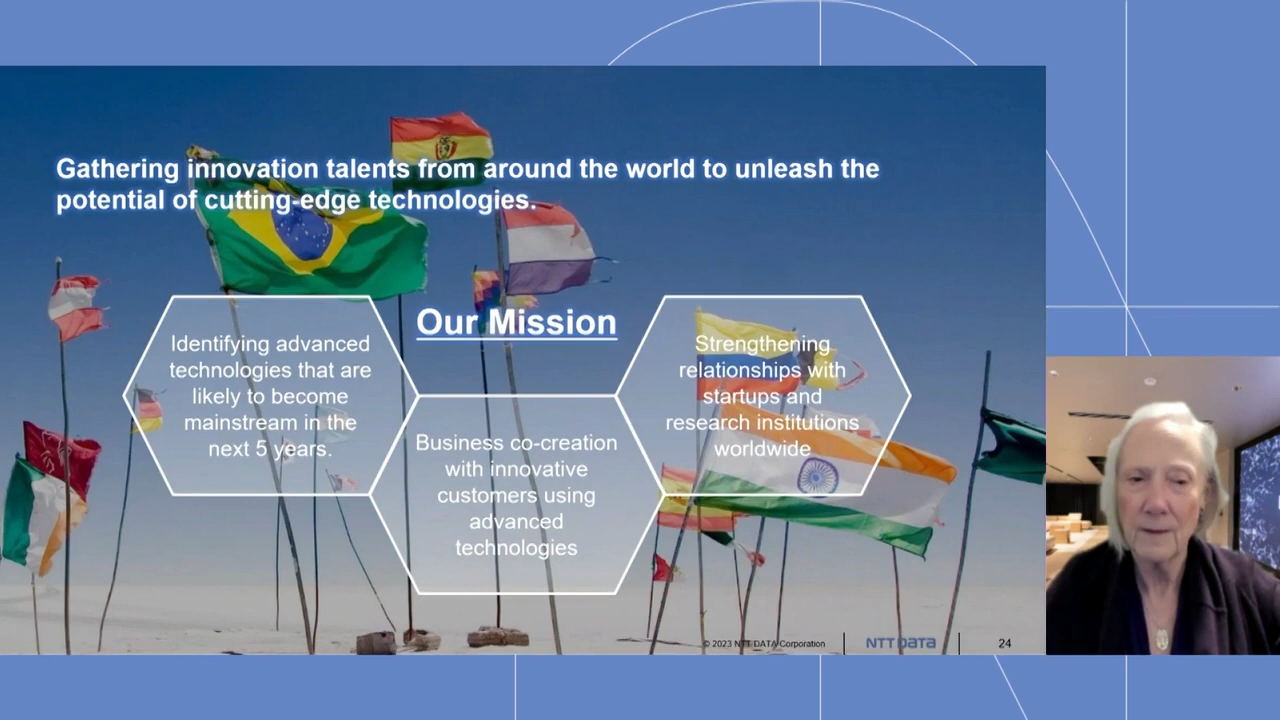 Gathering innovation talents from around the world to unleash the
potential of cutting-edge technologies.
Our Mission
Identifying advanced
technologies that are
likely to become
mainstream in the
next 5 years.
Business co-creation
with innovative
customers using
advanced
technologies
Strengthening
relationships with
startups and
research institutions
worldwide
© 2023 NTT DATA Corporation
NTT DATA
24